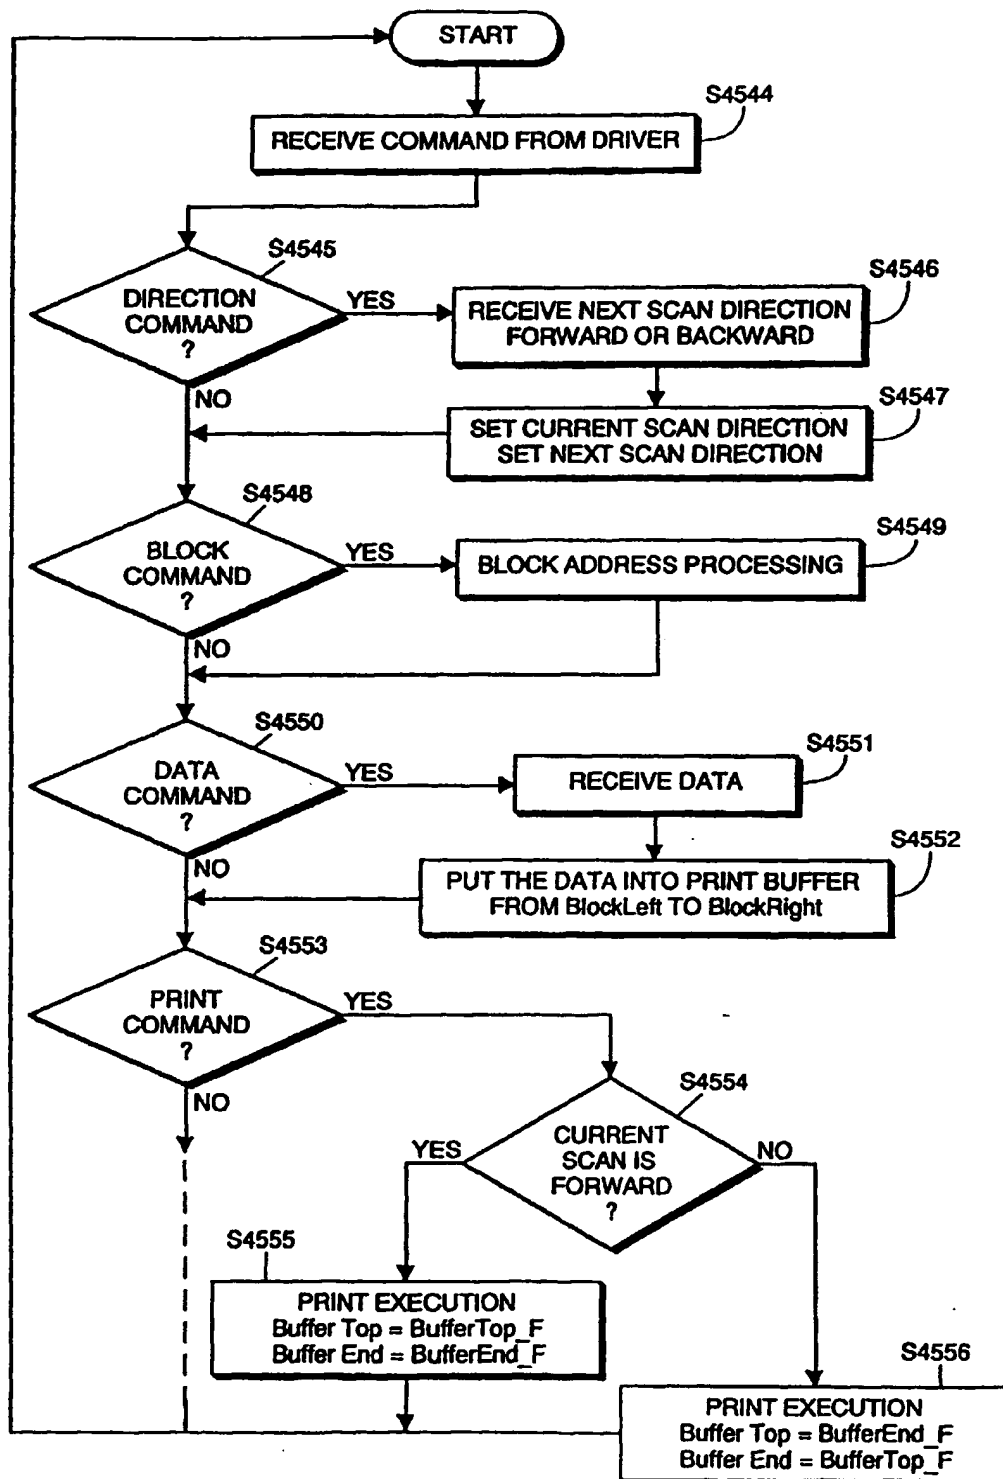 START
S4544
RECEIVE COMMAND FROM DRIVER
S4545
DIRECTION
COMMAND
?
YES
NO
S4546
RECEIVE NEXT SCAN DIRECTION
FORWARD OR BACKWARD
S4547
SET CURRENT SCAN DIRECTION
SET NEXT SCAN DIRECTION
S4548
BLOCK
COMMAND
?
YES
NO
S4549
BLOCK ADDRESS PROCESSING
S4550
DATA
COMMAND
?
YES
NO
S4551
RECEIVE DATA
S4552
PUT THE DATA INTO PRINT BUFFER
FROM BlockLeft TO BlockRight
S4553
PRINT
COMMAND
?
YES
NO
S4554
CURRENT
SCAN IS
FORWARD
?
YES
NO
S4555
PRINT EXECUTION
Buffer Top = BufferTop_F
Buffer End = BufferEnd_F
S4556
PRINT EXECUTION
Buffer Top = BufferEnd_F
Buffer End = BufferTop_F